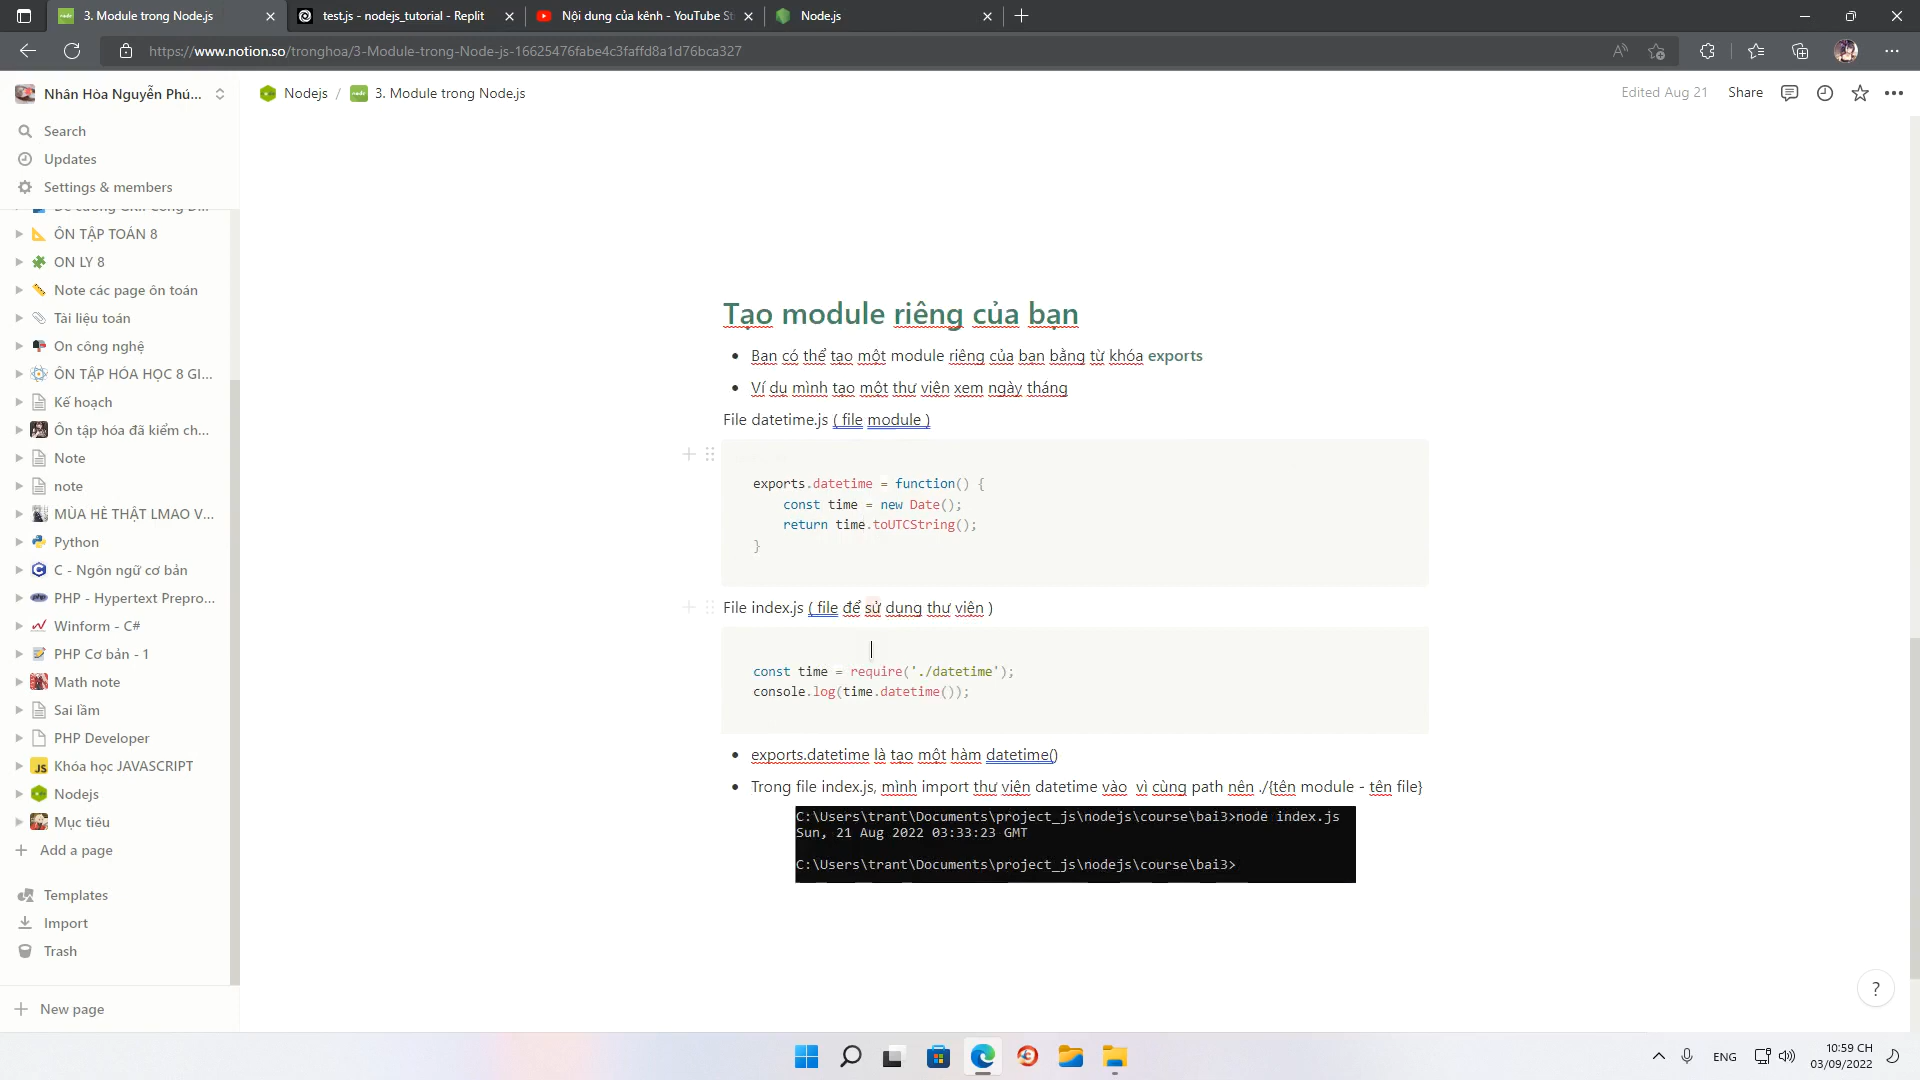 3. Module trong Node.js
test.js - nodejs_tutorial - Replit
Nội dung của kênh - YouTube St
Node.js
https://www.notion.so/tronghoa/3-Module-trong-Node-js-16625476fabe4c3faffd8a1d76bca327
Nhân Hòa Nguyễn Phú...
Nodejs / 3. Module trong Node.js
Edited Aug 21
Share
Search
Updates
Settings & members
ÔN TẬP TOÁN 8
ON LY 8
Note các page ôn toán
Tài liệu toán
On công nghệ
ÔN TẬP HÓA HỌC 8 GI...
Kế hoạch
Ôn tập hóa đã kiểm ch...
Note
note
MÙA HÈ THẬT LMAO V...
Python
C - Ngôn ngữ cơ bản
PHP - Hypertext Prepro...
Winform - C#
PHP Cơ bản - 1
Math note
Sai lầm
PHP Developer
Khóa học JAVASCRIPT
Nodejs
Mục tiêu
Add a page
Templates
Import
Trash
New page
Tạo module riêng của bạn
Bạn có thể tạo một module riêng của bạn bằng từ khóa exports
Ví dụ mình tạo một thư viện xem ngày tháng
File datetime.js ( file module )
exports.datetime = function() {
const time = new Date();
return time.toUTCString();
}
File index.js ( file để sử dụng thư viện )
const time = require('./datetime');
console.log(time.datetime());
exports.datetime là tạo một hàm datetime()
Trong file index.js, mình import thư viện datetime vào  vì cùng path nên ./{tên module - tên file}
C:\Users\trant\Documents\project_js\nodejs\course\bai3>node index.js
Sun, 21 Aug 2022 03:33:23 GMT
C:\Users\trant\Documents\project_js\nodejs\course\bai3>
?
ENG
10:59 CH
03/09/2022